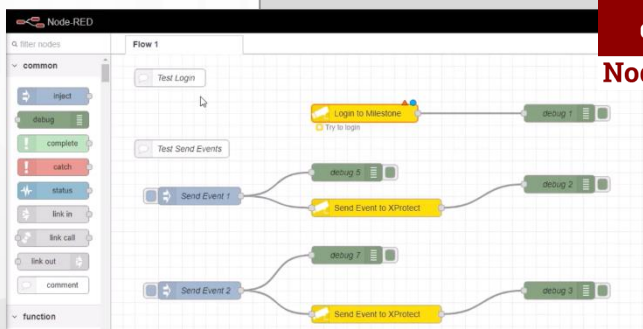 Node-RED
filter nodes
Flow 1
common
Test Login
inject
Login to Milestone
debug 1
debug
Try to login
complete
Test Send Events
catch
debug 5
status
Send Event 1
debug 2
link in
Send Event to XProtect
link call
debug 7
link out
Send Event 2
debug 3
comment
Send Event to XProtect
function